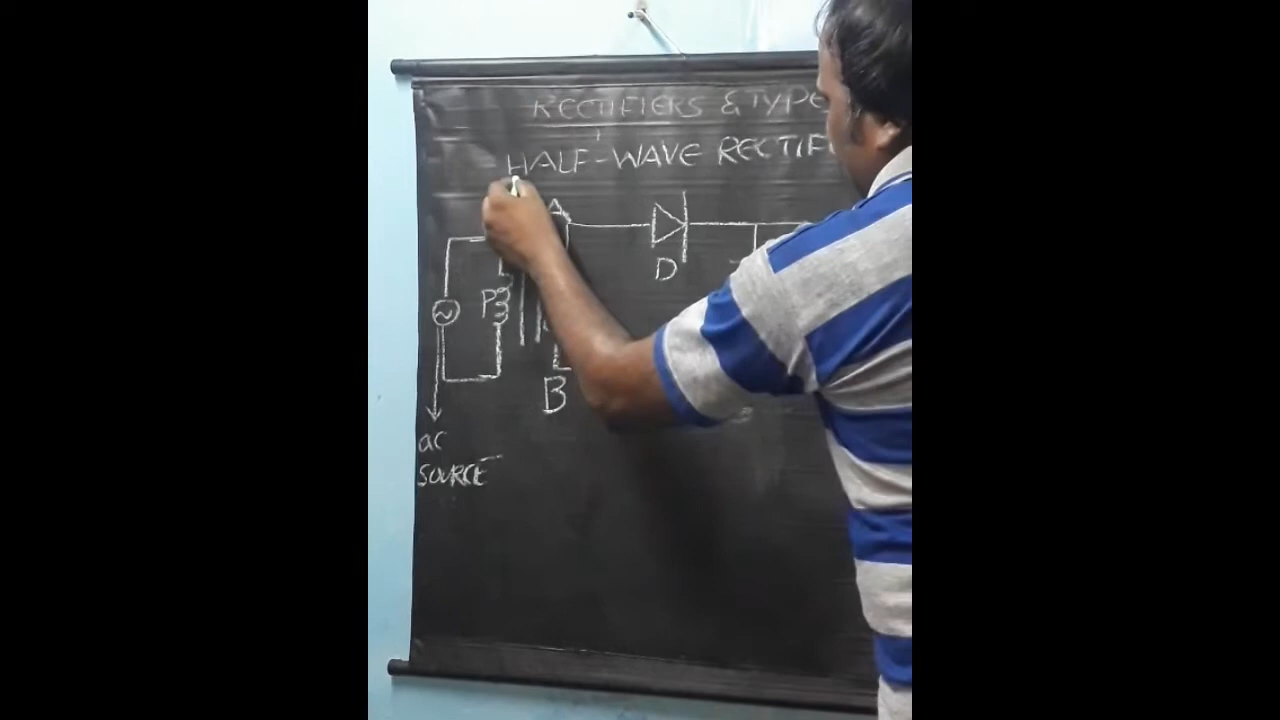 RECTIFIERS & TYPE
HALF-WAVE RECTIF
A
D
P
B
ac
SOURCE